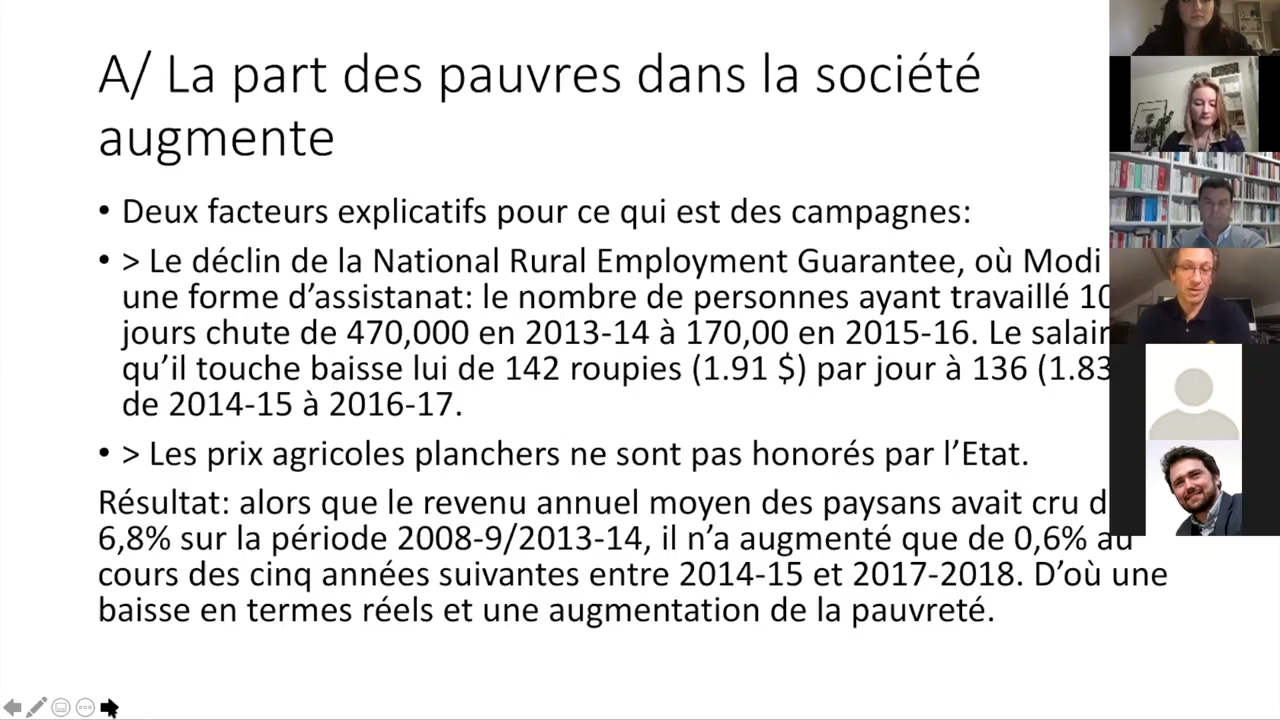 A/ La part des pauvres dans la société
augmente
• Deux facteurs explicatifs pour ce qui est des campagnes:
• > Le déclin de la National Rural Employment Guarantee, où Modi
une forme d’assistanat: le nombre de personnes ayant travaillé 10
jours chute de 470,000 en 2013-14 à 170,00 en 2015-16. Le salair
qu’il touche baisse lui de 142 roupies (1.91 $) par jour à 136 (1.83
de 2014-15 à 2016-17.
• > Les prix agricoles planchers ne sont pas honorés par l’Etat.
Résultat: alors que le revenu annuel moyen des paysans avait cru d
6,8% sur la période 2008-9/2013-14, il n’a augmenté que de 0,6% au
cours des cinq années suivantes entre 2014-15 et 2017-2018. D’où une
baisse en termes réels et une augmentation de la pauvreté.